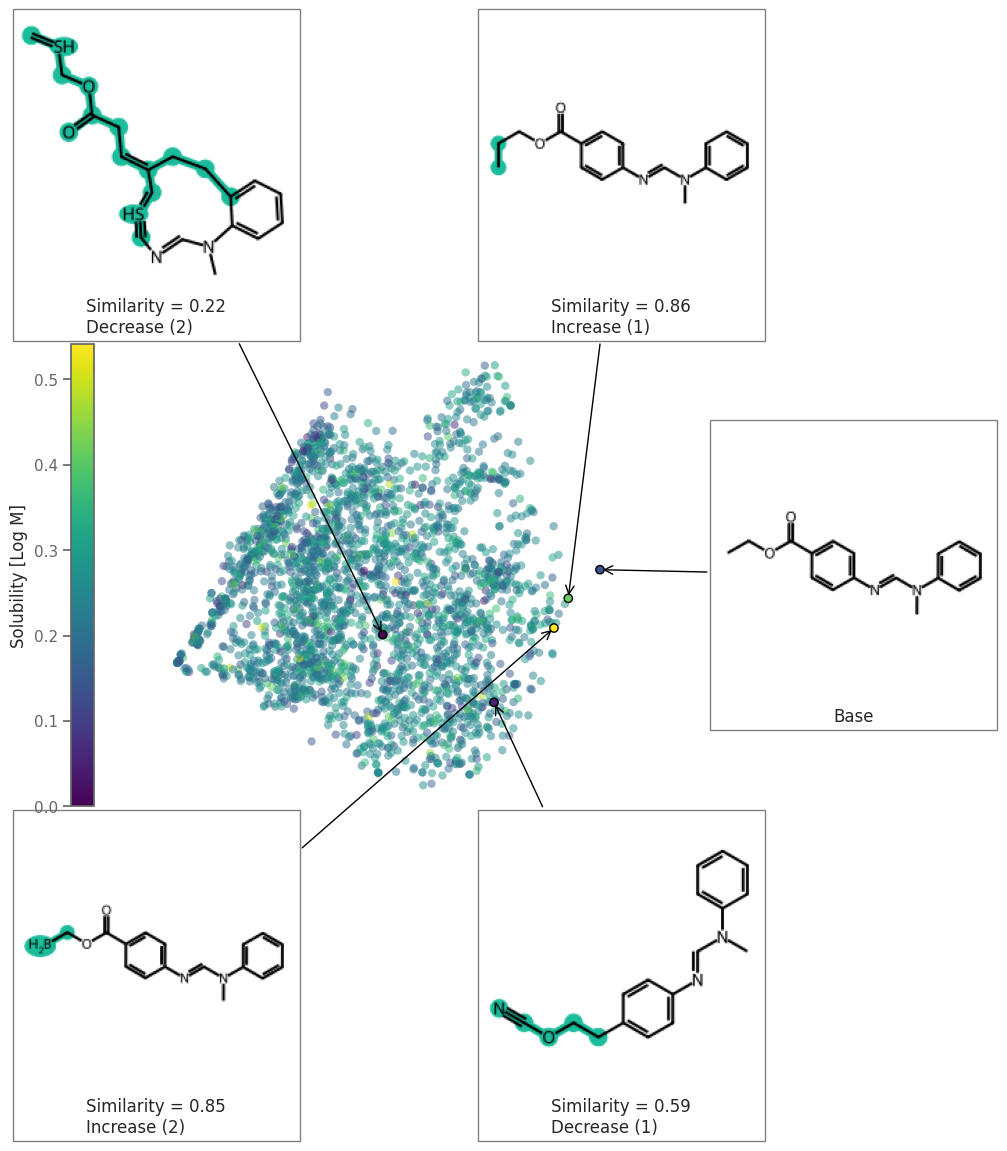 SH
O
O
HS
N
N
Similarity = 0.22
Decrease (2)
O
O
N
N
Similarity = 0.86
Increase (1)
0.5
0.4
0.3
0.2
0.1
0.0
Solubility [Log M]
O
O
N
N
Base
O
H₂B
O
N
N
Similarity = 0.85
Increase (2)
N
N
N
O
Similarity = 0.59
Decrease (1)